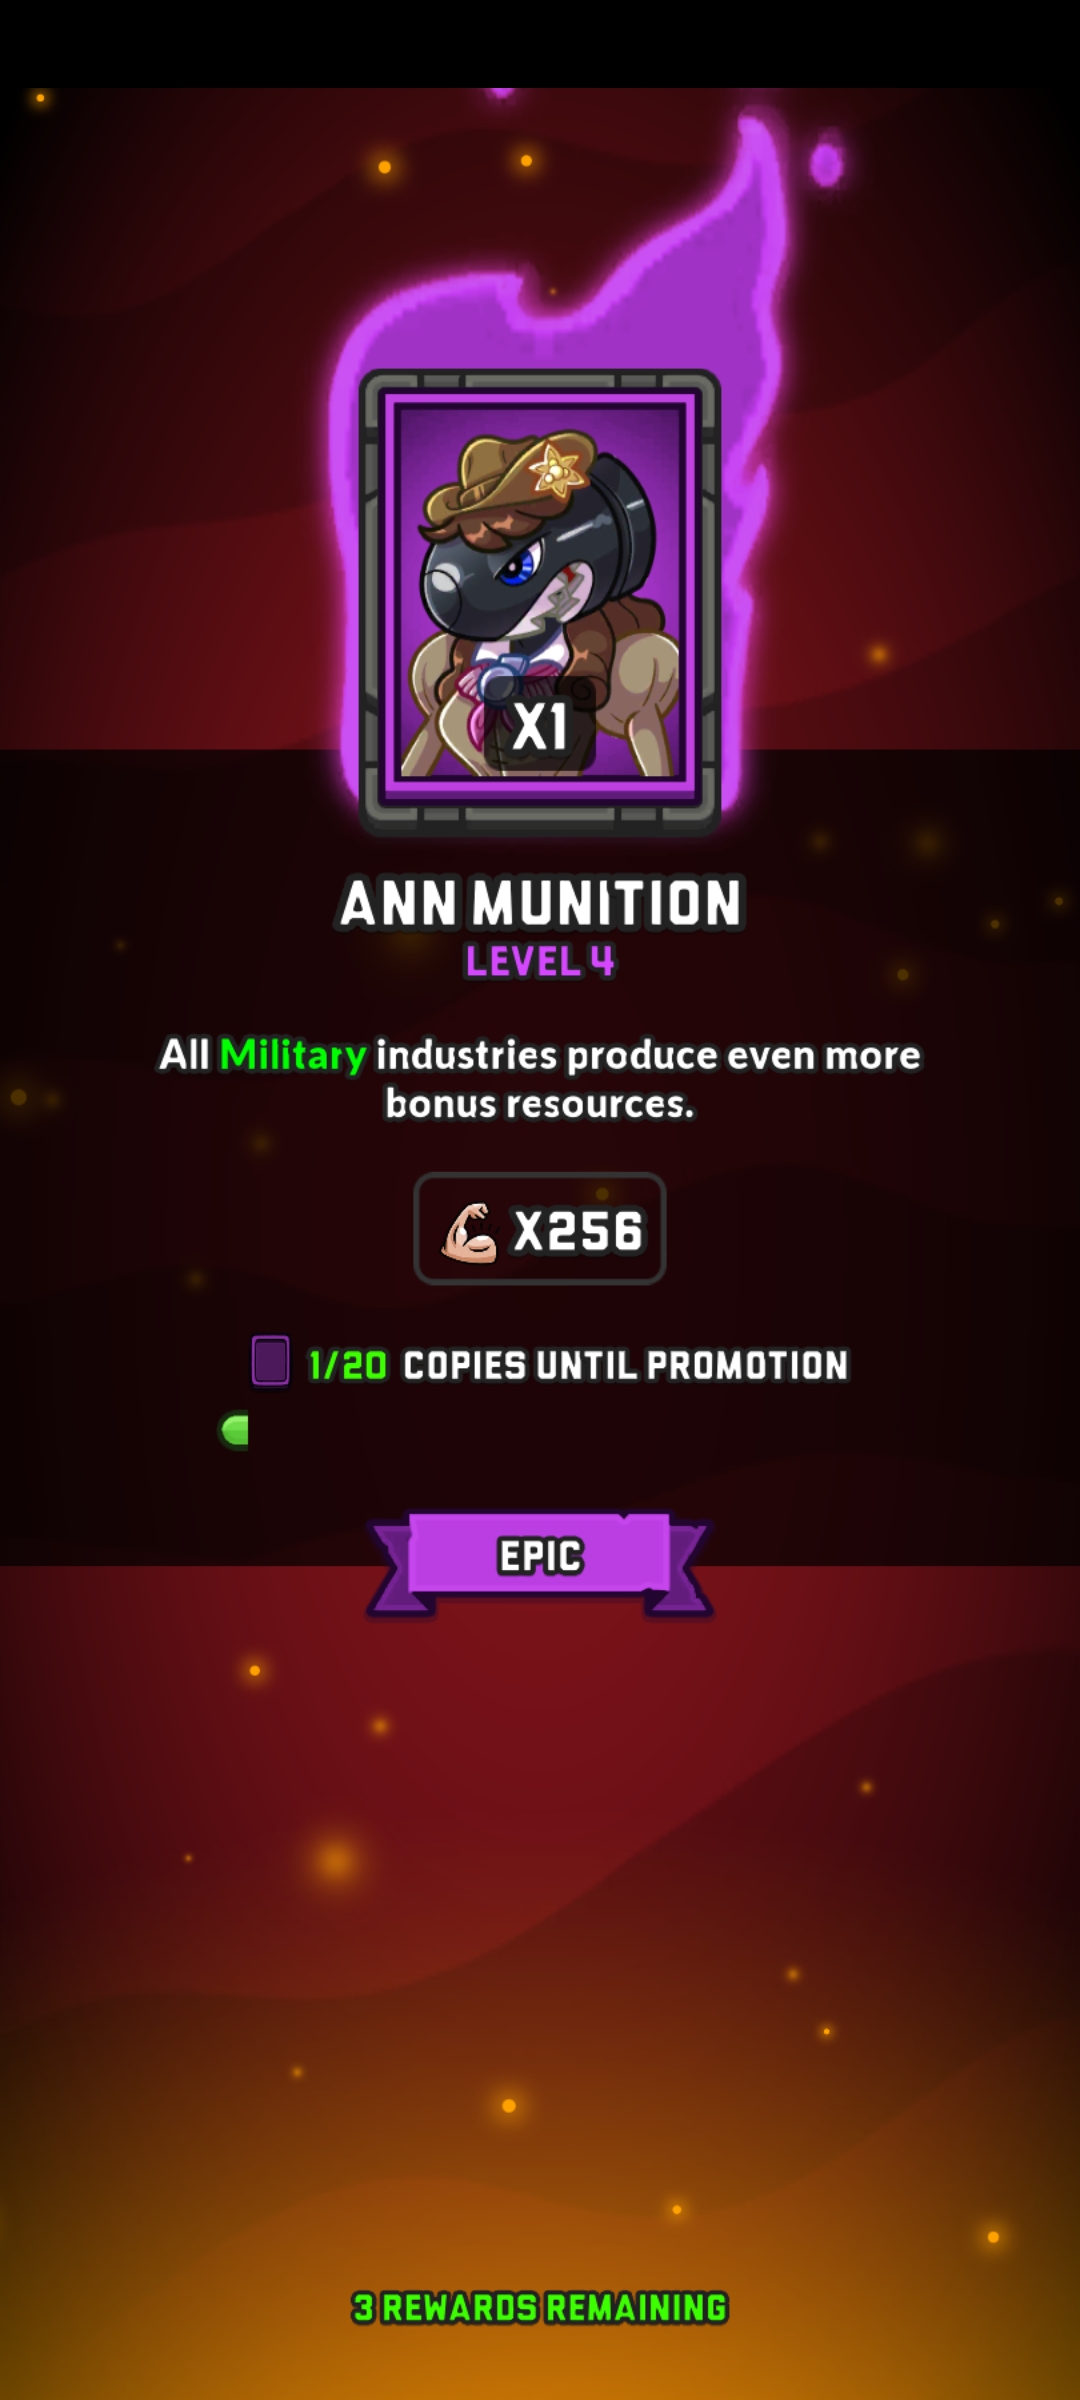 X1
ANN MUNITION
LEVEL 4
All Military industries produce even more
bonus resources.
X256
1/20 COPIES UNTIL PROMOTION
EPIC
3 REWARDS REMAINING